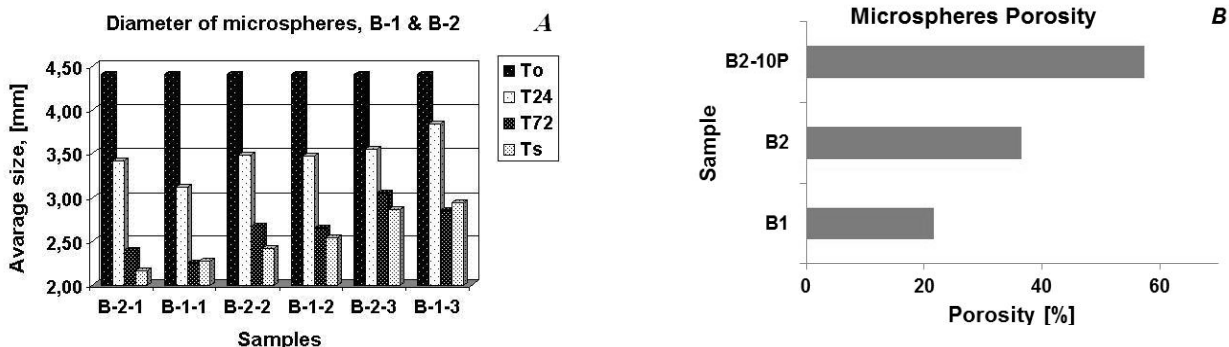 Diameter of microspheres, B-1 & B-2
A
Avarage size, [mm]
4,50
4,00
3,50
3,00
2,50
2,00
B-2-1 B-1-1 B-2-2 B-1-2 B-2-3 B-1-3
Samples
To
T24
T72
Ts
Microspheres Porosity
B
Sample
B2-10P
B2
B1
0 20 40 60
Porosity [%]